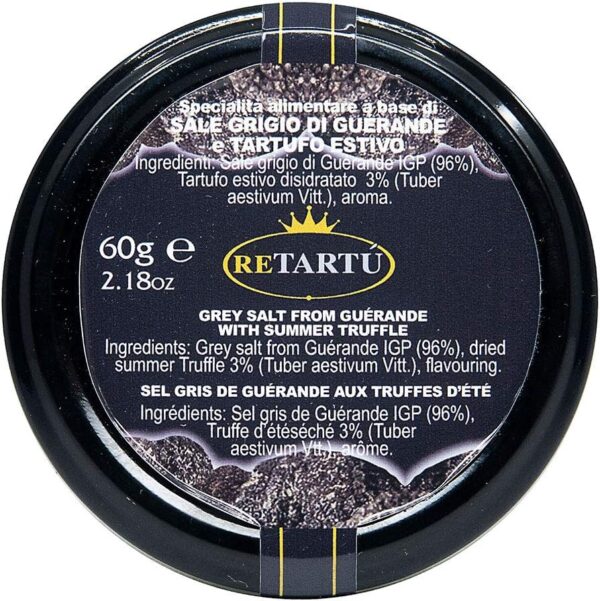 Specialità alimentare a base di
SALE GRIGIO DI GUÉRANDE
e TARTUFO ESTIVO
Ingredienti: Sale grigio di Guérande IGP (96%),
Tartufo estivo disidratato 3% (Tuber
aestivum Vitt.), aroma.
60g e
2.18oz
RETARTÚ
GREY SALT FROM GUÉRANDE
WITH SUMMER TRUFFLE
Ingredients: Grey salt from Guérande IGP (96%), dried
summer Truffle 3% (Tuber aestivum Vitt.), flavouring.
SEL GRIS DE GUÉRANDE AUX TRUFFES D'ÉTÉ
Ingrédients: Sel gris de Guérande IGP (96%),
Truffe d'étéséché 3% (Tuber
aestivum Vitt.), arôme.